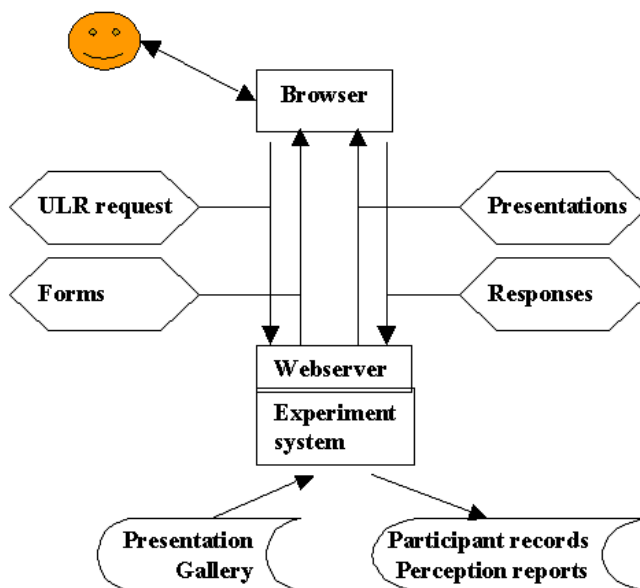 Browser
ULR request
Presentations
Forms
Responses
Webserver
Experiment
system
Presentation
Gallery
Participant records
Perception reports